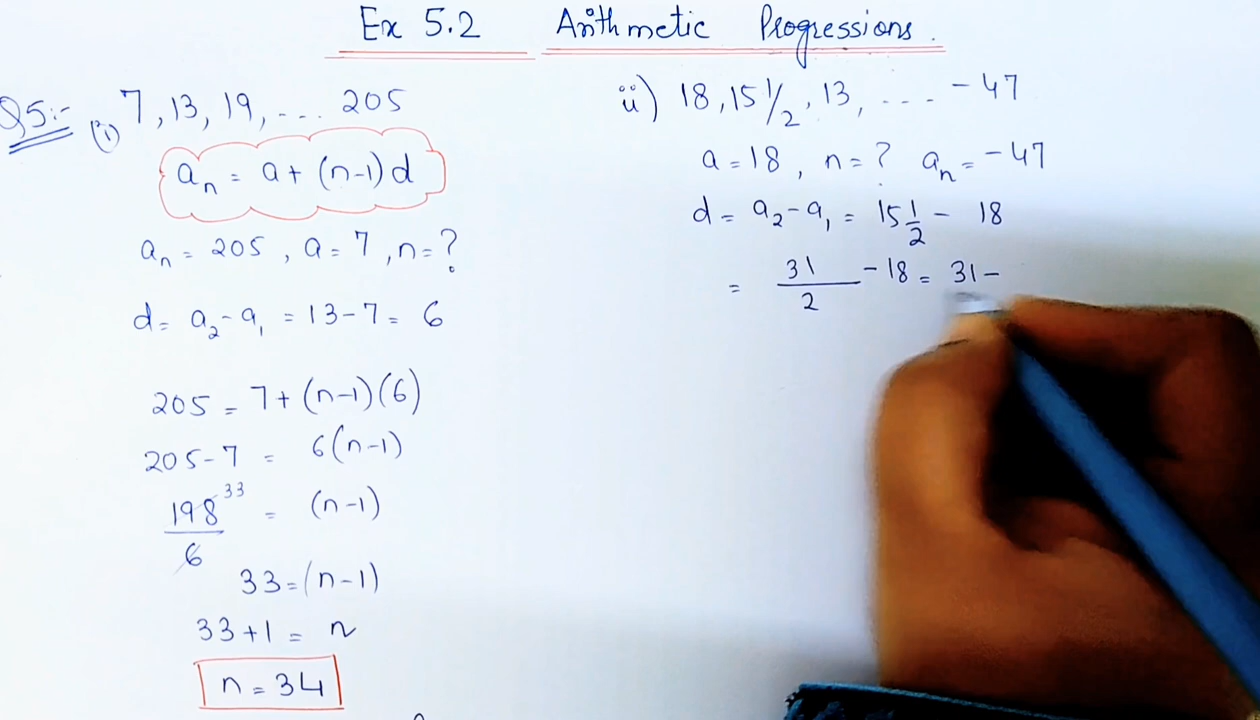 Ex 5.2 Arithmetic Progressions.
Q5:- (i) 7, 13, 19, .... 205
aₙ = a + (n-1)d
aₙ = 205, a = 7, n = ?
d = a₂ - a₁ = 13 - 7 = 6
205 = 7 + (n-1)(6)
205 - 7 = 6(n-1)
198/6 33 = (n-1)
33 = (n-1)
33 + 1 = n
n = 34
ii) 18, 15 1/2, 13, .... -47
a = 18, n = ? aₙ = -47
d = a₂ - a₁ = 15 1/2 - 18
= 31/2 - 18 = 31 -